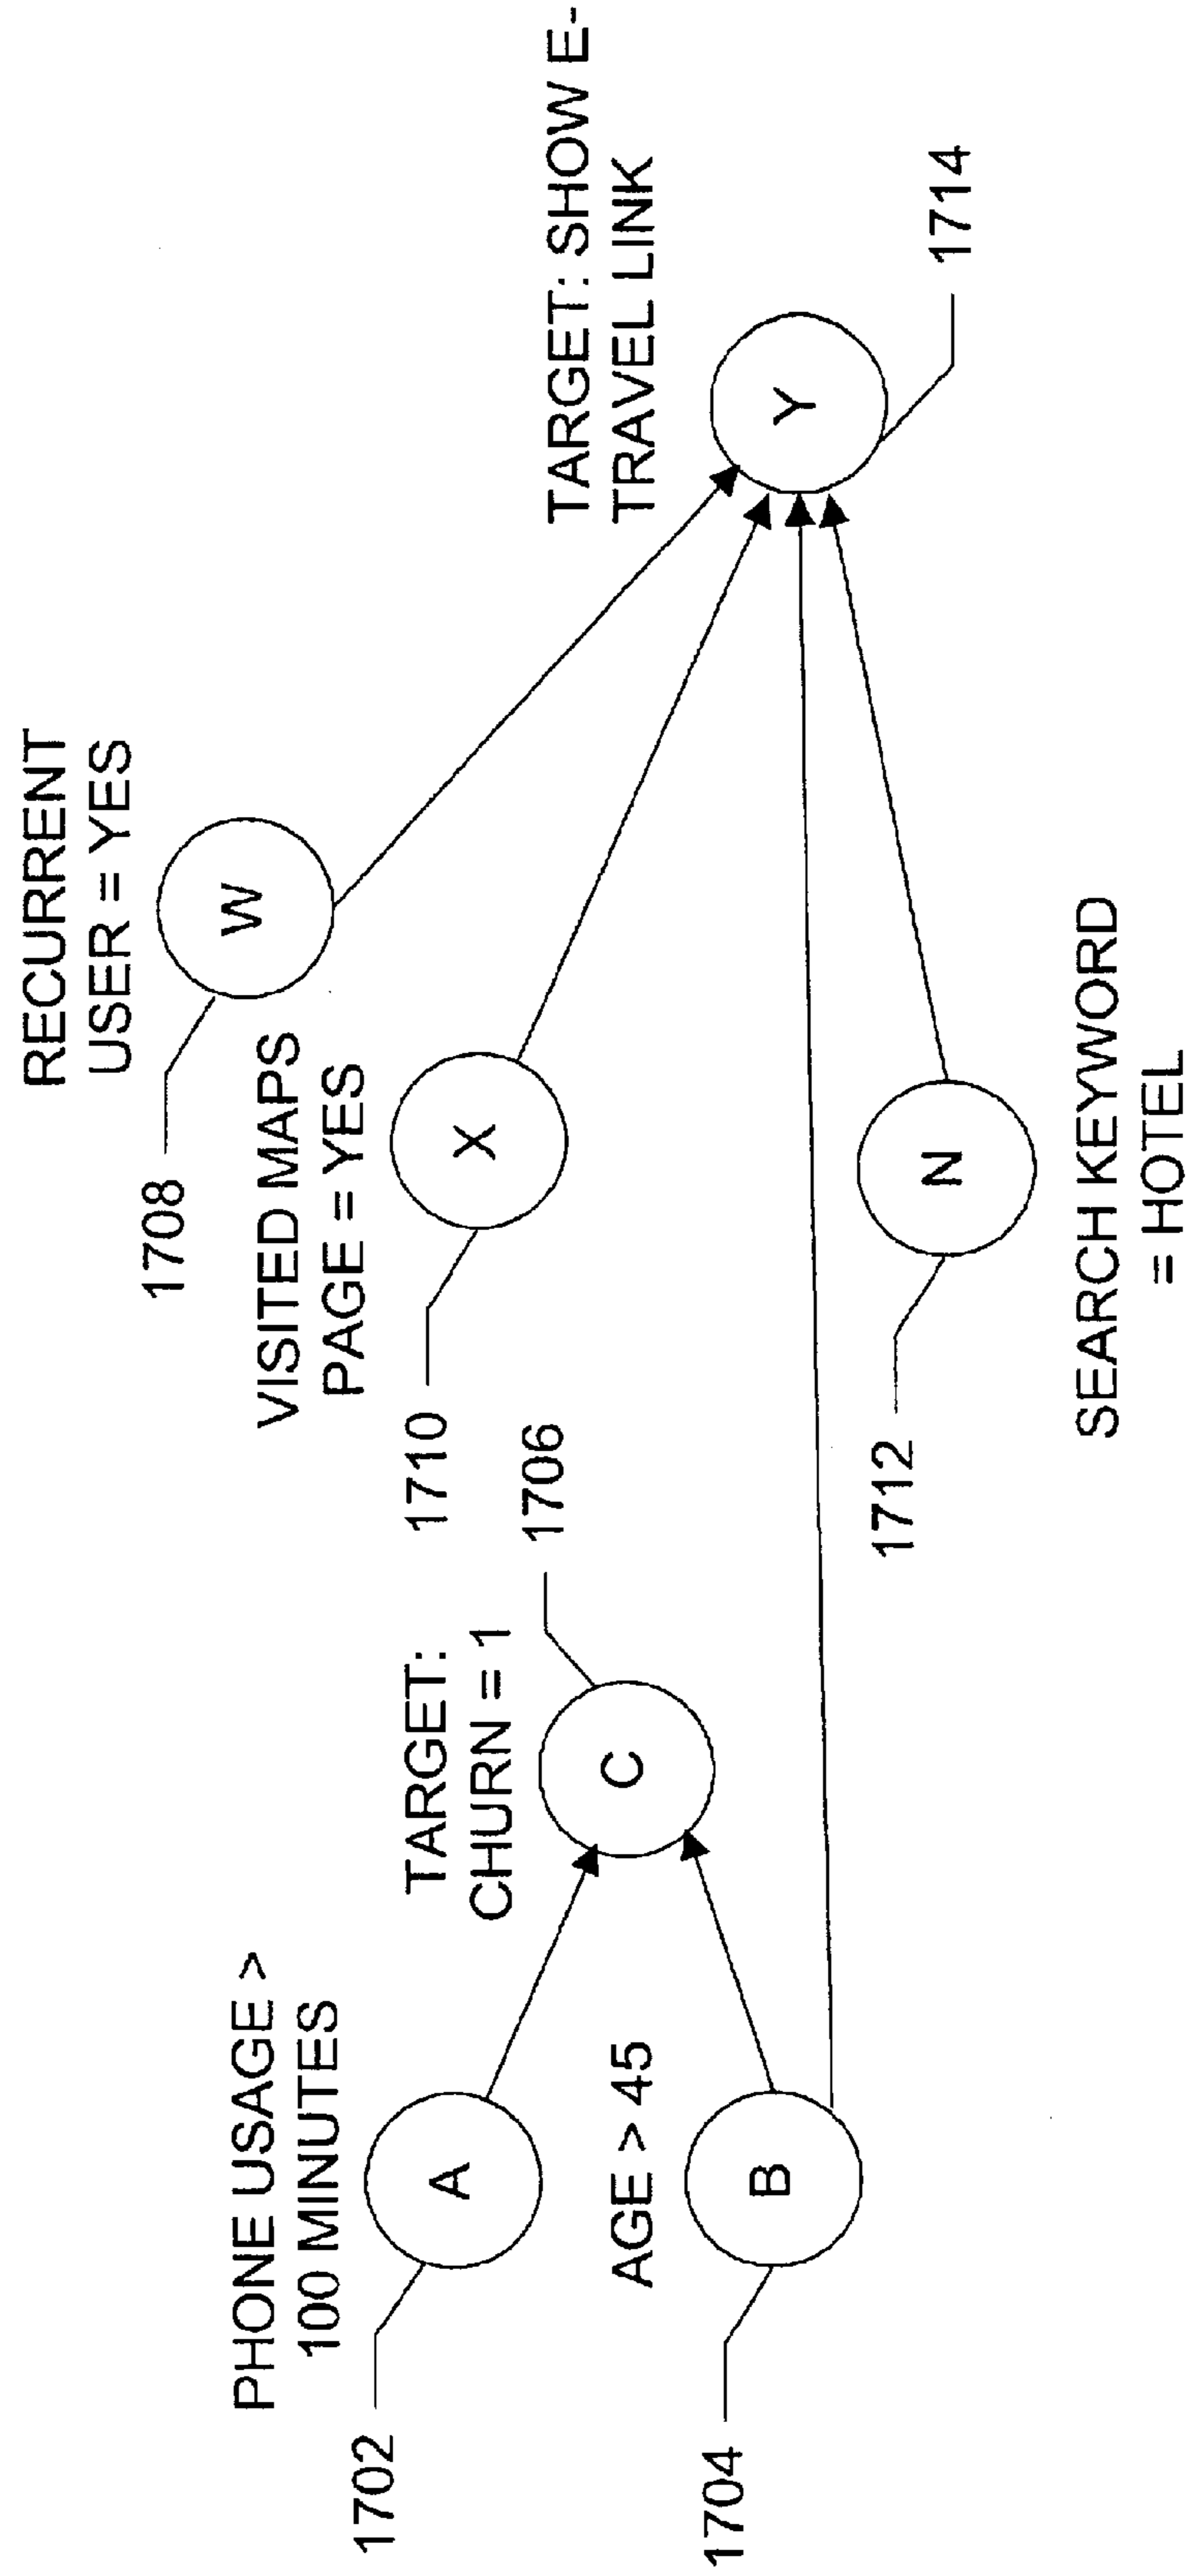 PHONE USAGE >
100 MINUTES
1702
A
AGE > 45
1704
B
TARGET:
CHURN = 1
1706
C
RECURRENT
USER = YES
1708
W
VISITED MAPS
PAGE = YES
1710
X
1712
N
SEARCH KEYWORD
= HOTEL
TARGET: SHOW E-
TRAVEL LINK
Y
1714